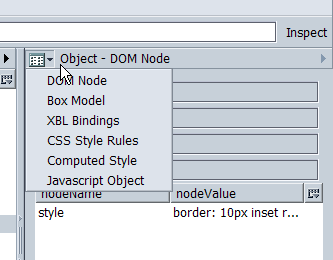 Inspect
Object - DOM Node
DOM Node
Box Model
XBL Bindings
CSS Style Rules
Computed Style
Javascript Object
nodeName nodeValue
style border: 10px inset r...